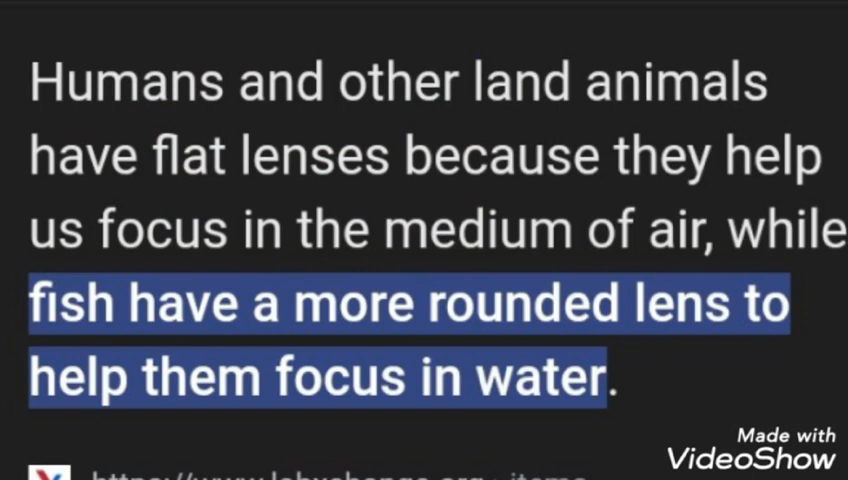 Humans and other land animals
have flat lenses because they help
us focus in the medium of air, while
fish have a more rounded lens to
help them focus in water.
Made with
VideoShow